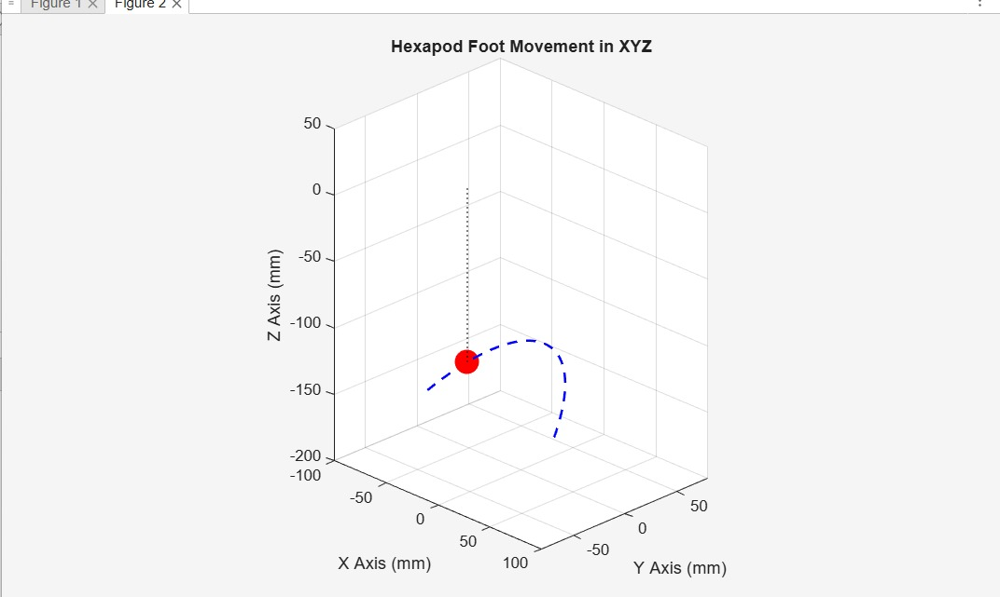 Figure 1
Figure 2
Hexapod Foot Movement in XYZ
50
0
-50
-100
-150
-200
Z Axis (mm)
-100
-50
0
50
100
X Axis (mm)
-50
0
50
Y Axis (mm)